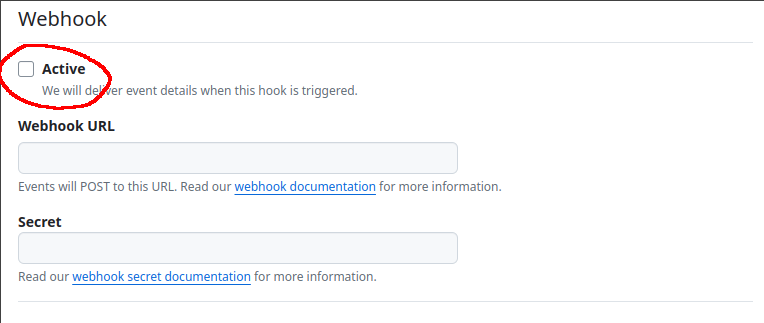 Webhook
Active
We will deliver event details when this hook is triggered.
Webhook URL
Events will POST to this URL. Read our webhook documentation for more information.
Secret
Read our webhook secret documentation for more information.